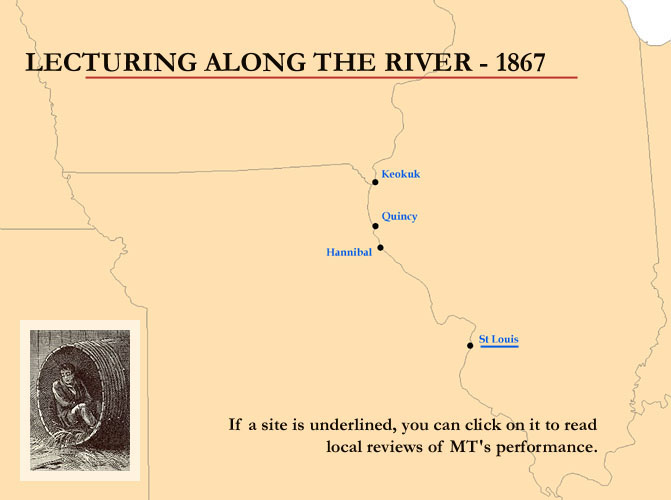 LECTURING ALONG THE RIVER - 1867
Keokuk
Quincy
Hannibal
St Louis
If a site is underlined, you can click on it to read
local reviews of MT's performance.